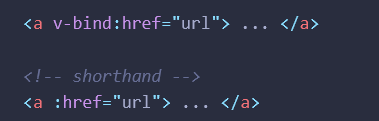 <a v-bind:href="url"> ... </a>
<!-- shorthand -->
<a :href="url"> ... </a>